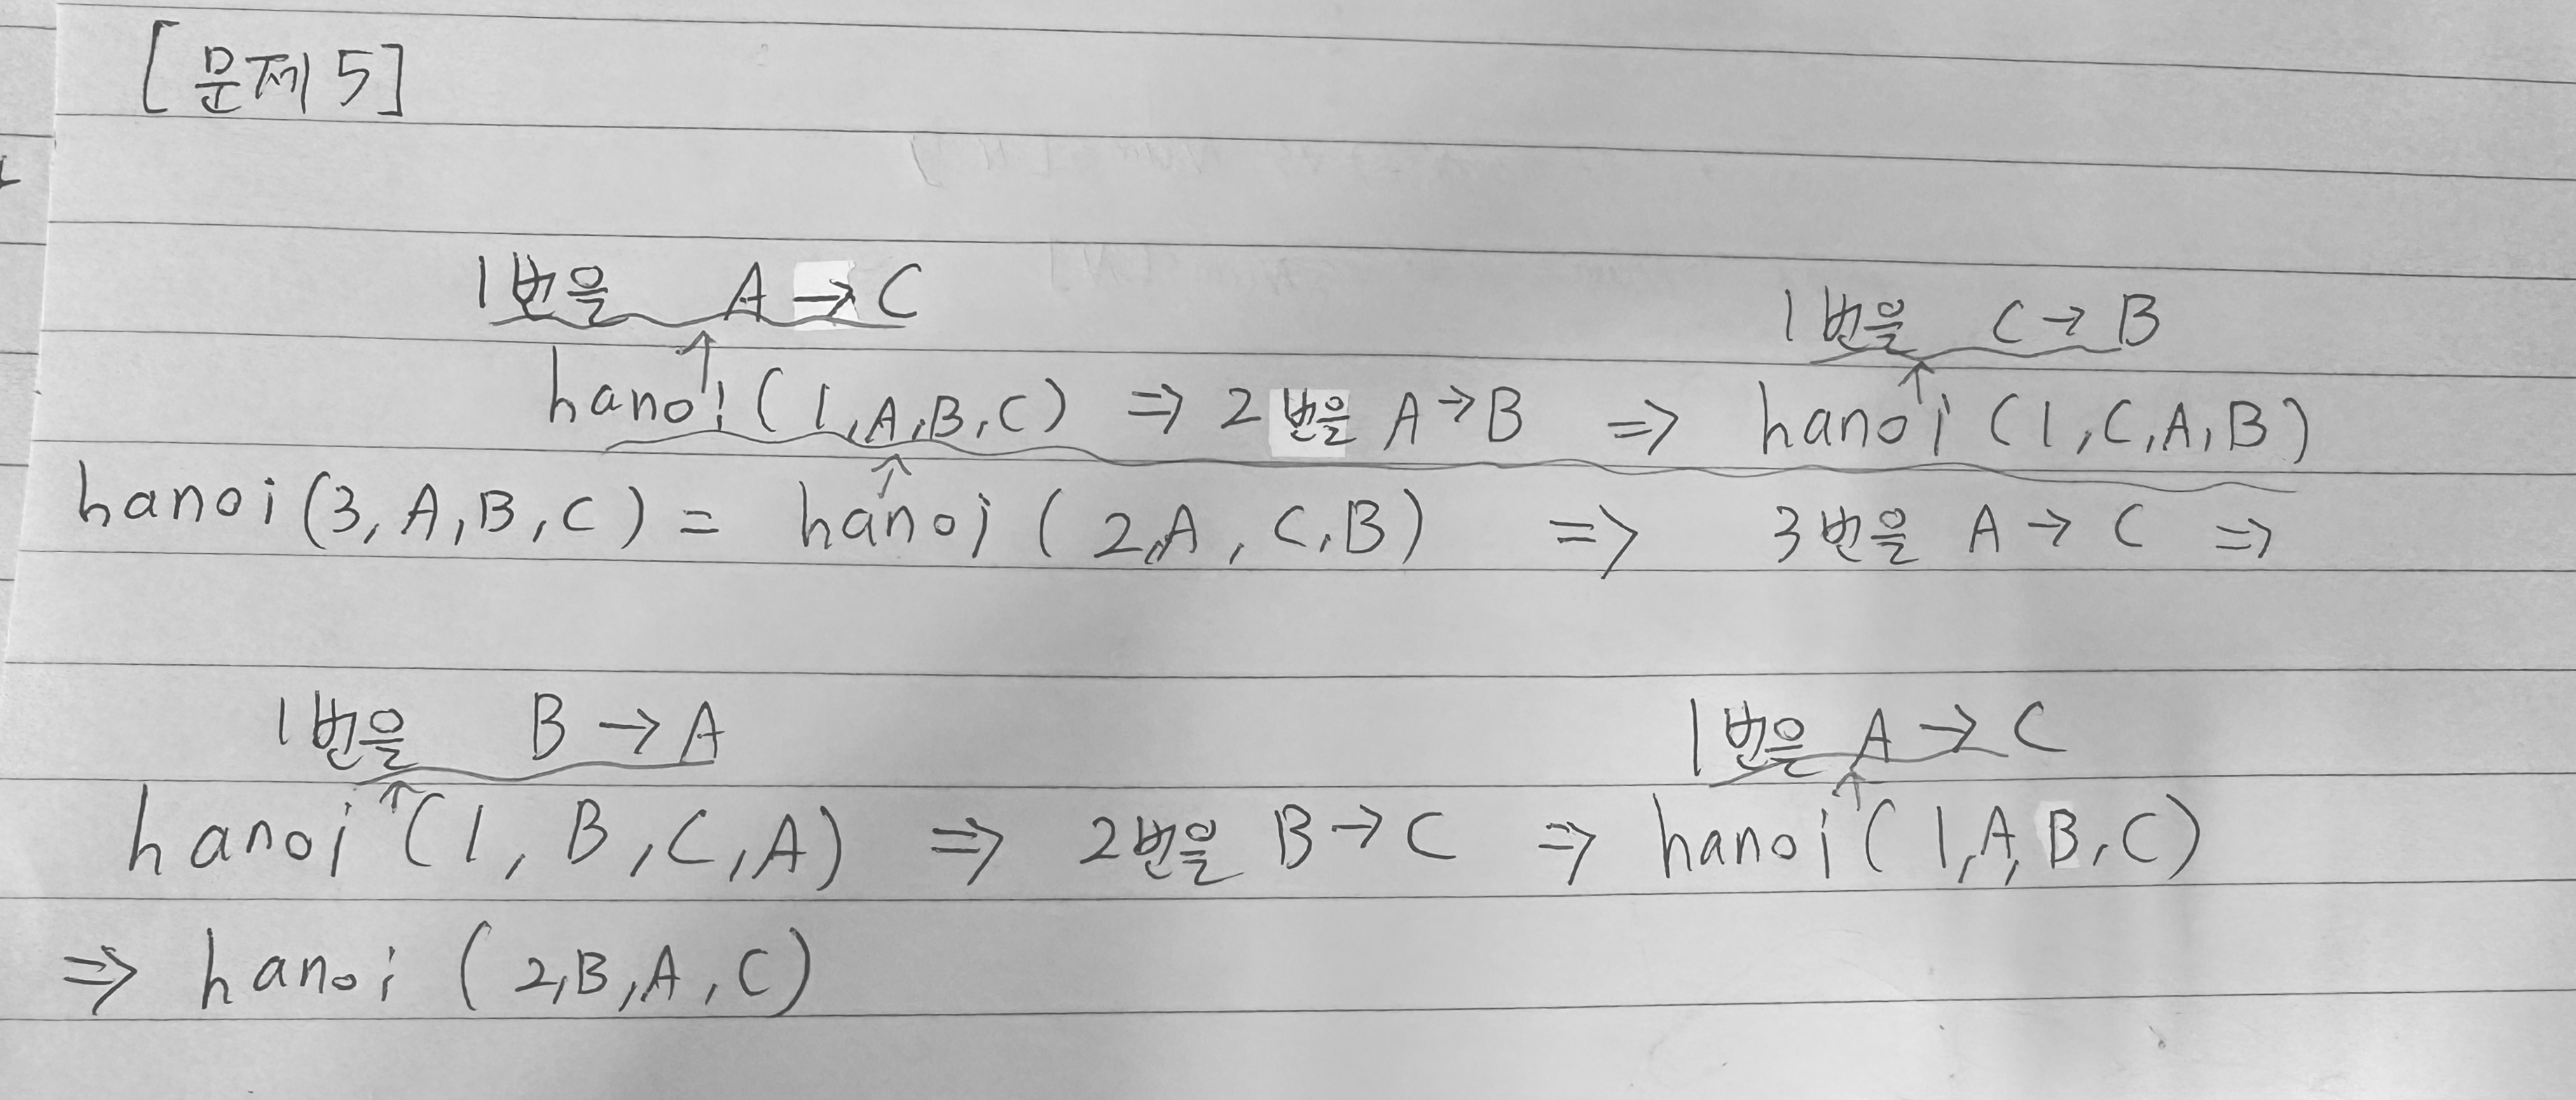 [문제5]
1번을 A → C 1번을 C → B
hanoi (1,A,B,C) ⇒ 2번을 A → B ⇒ hanoi (1,C,A,B)
hanoi(3,A,B,C) = hanoi (2,A,C,B) ⇒ 3번을 A → C ⇒
1번을 B → A 1번을 A → C
hanoi (1,B,C,A) ⇒ 2번을 B → C ⇒ hanoi (1,A,B,C)
⇒ hanoi (2,B,A,C)